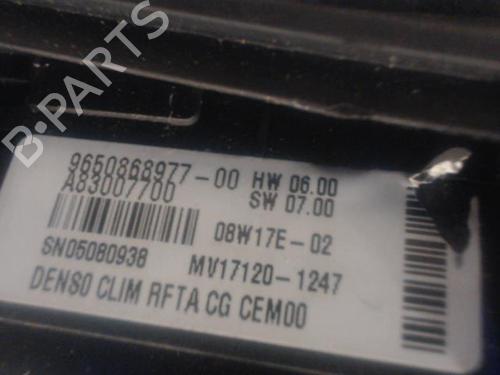 B-PARTS
9650868977-00 HW 06.00
A83007700 SW 07.00
08W17E-02
SN05080938 MV17120-1247
DENSO CLIM RFTA CG CEM00